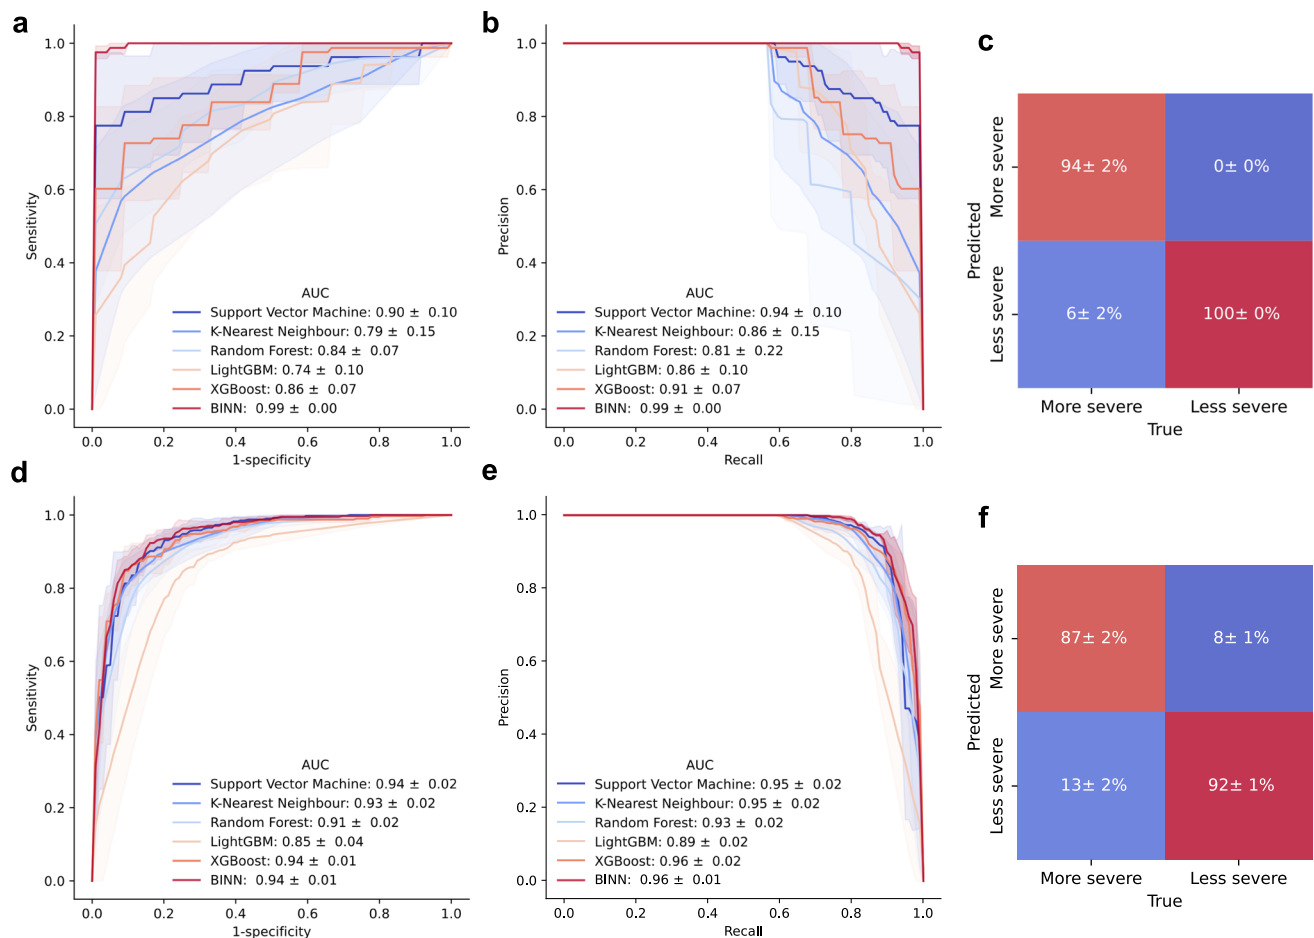 a
1.0
0.8
0.6
0.4
0.2
0.0
Sensitivity
AUC
Support Vector Machine: 0.90 ± 0.10
K-Nearest Neighbour: 0.79 ± 0.15
Random Forest: 0.84 ± 0.07
LightGBM: 0.74 ± 0.10
XGBoost: 0.86 ± 0.07
BINN: 0.99 ± 0.00
0.0 0.2 0.4 0.6 0.8 1.0
1-specificity
b
1.0
0.8
0.6
0.4
0.2
0.0
Precision
AUC
Support Vector Machine: 0.94 ± 0.10
K-Nearest Neighbour: 0.86 ± 0.15
Random Forest: 0.81 ± 0.22
LightGBM: 0.86 ± 0.10
XGBoost: 0.91 ± 0.07
BINN: 0.99 ± 0.00
0.0 0.2 0.4 0.6 0.8 1.0
Recall
c
Predicted
More severe
Less severe
94± 2% 0± 0%
6± 2% 100± 0%
More severe Less severe
True
d
1.0
0.8
0.6
0.4
0.2
0.0
Sensitivity
AUC
Support Vector Machine: 0.94 ± 0.02
K-Nearest Neighbour: 0.93 ± 0.02
Random Forest: 0.91 ± 0.02
LightGBM: 0.85 ± 0.04
XGBoost: 0.94 ± 0.01
BINN: 0.94 ± 0.01
0.0 0.2 0.4 0.6 0.8 1.0
1-specificity
e
1.0
0.8
0.6
0.4
0.2
0.0
Precision
AUC
Support Vector Machine: 0.95 ± 0.02
K-Nearest Neighbour: 0.95 ± 0.02
Random Forest: 0.93 ± 0.02
LightGBM: 0.89 ± 0.02
XGBoost: 0.96 ± 0.02
BINN: 0.96 ± 0.01
0.0 0.2 0.4 0.6 0.8 1.0
Recall
f
Predicted
More severe
Less severe
87± 2% 8± 1%
13± 2% 92± 1%
More severe Less severe
True